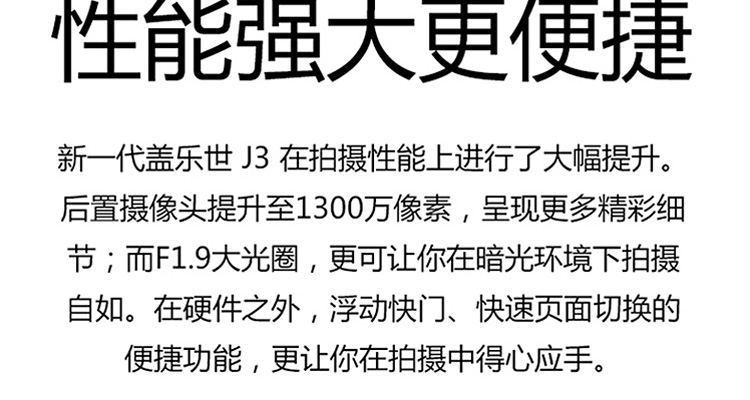 性能强大更便捷
新一代盖乐世 J3 在拍摄性能上进行了大幅提升。
后置摄像头提升至1300万像素，呈现更多精彩细
节；而F1.9大光圈，更可让你在暗光环境下拍摄
自如。在硬件之外，浮动快门、快速页面切换的
便捷功能，更让你在拍摄中得心应手。